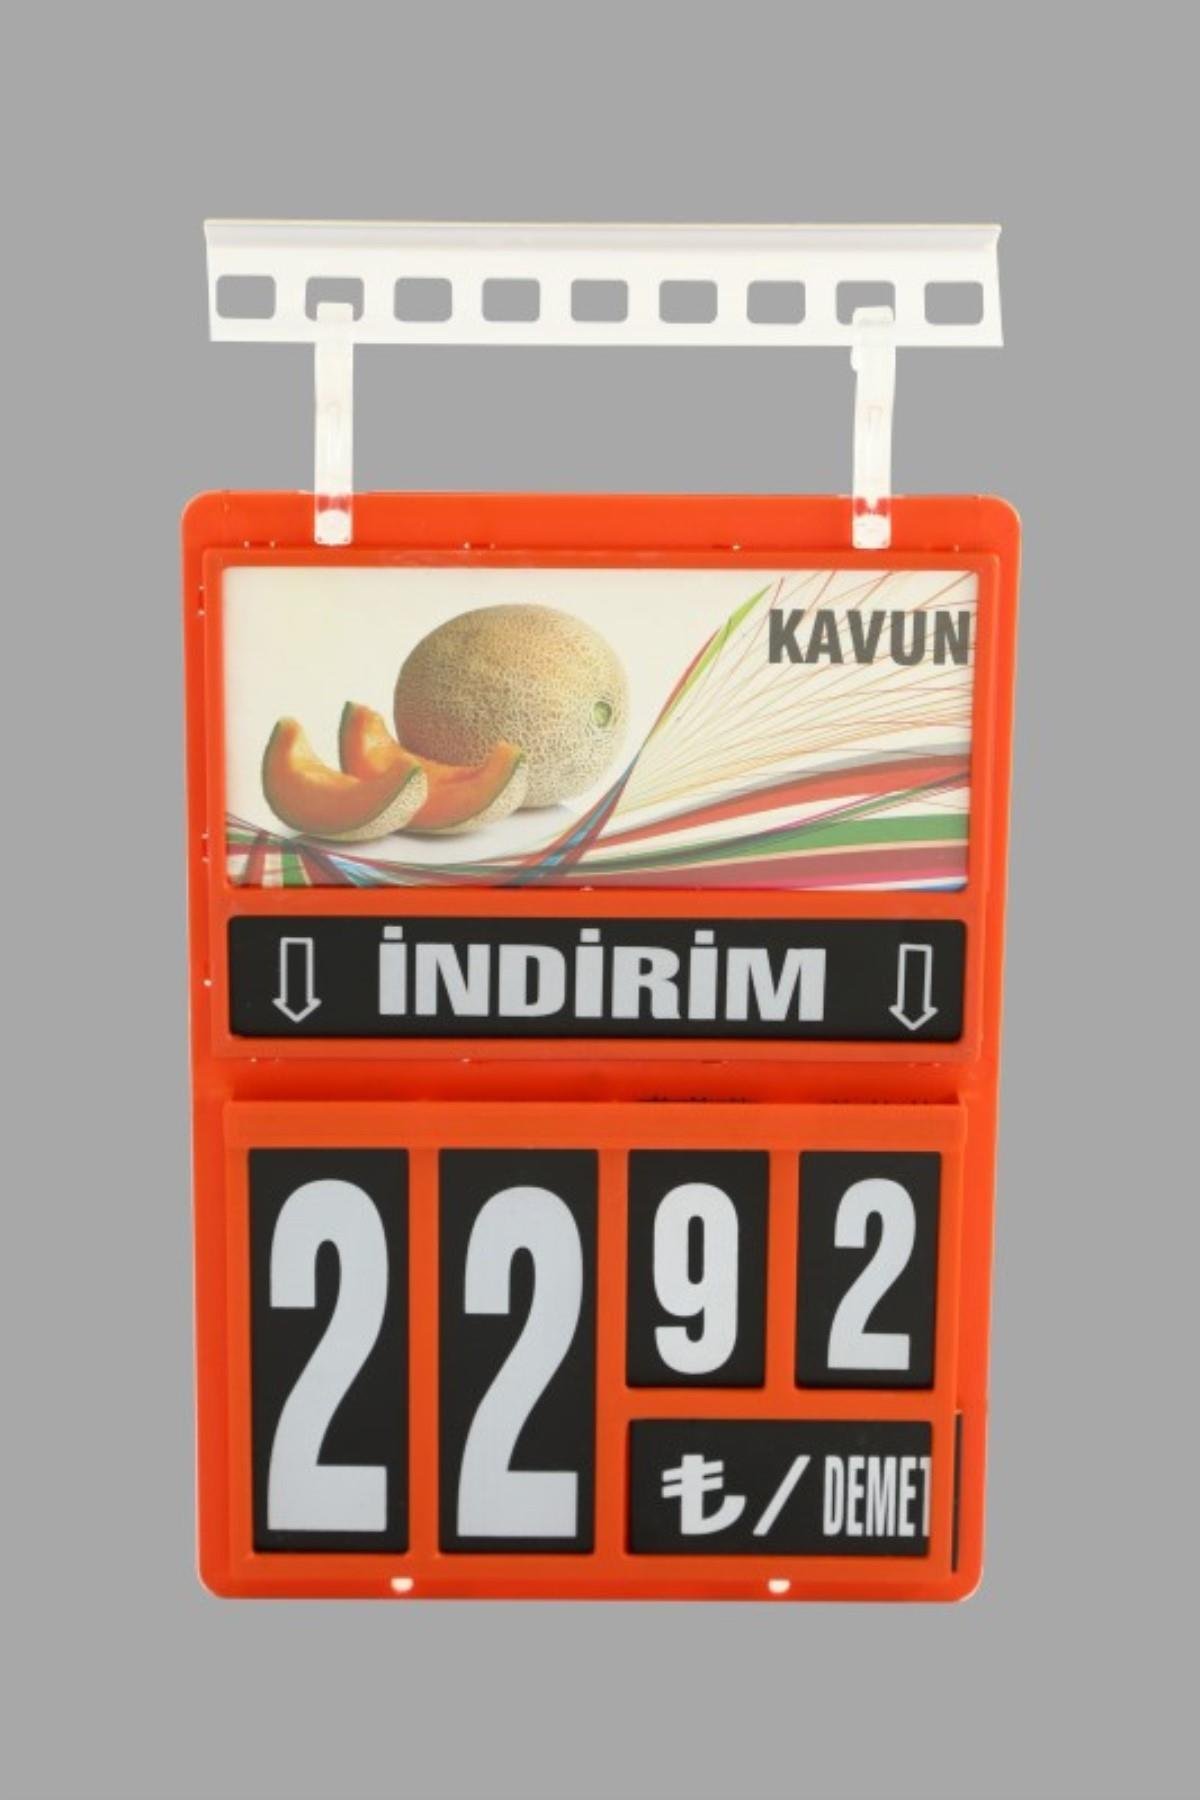 KAVUN
İNDİRİM
22 92
₺/DEMET